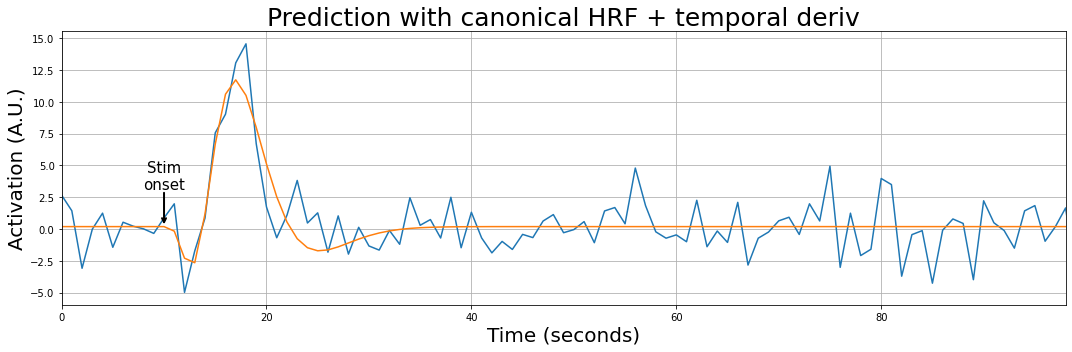 Prediction with canonical HRF + temporal deriv
Activation (A.U.)
15.0
12.5
10.0
7.5
5.0
2.5
0.0
−2.5
−5.0
Stim
onset
0
20
40
60
80
Time (seconds)